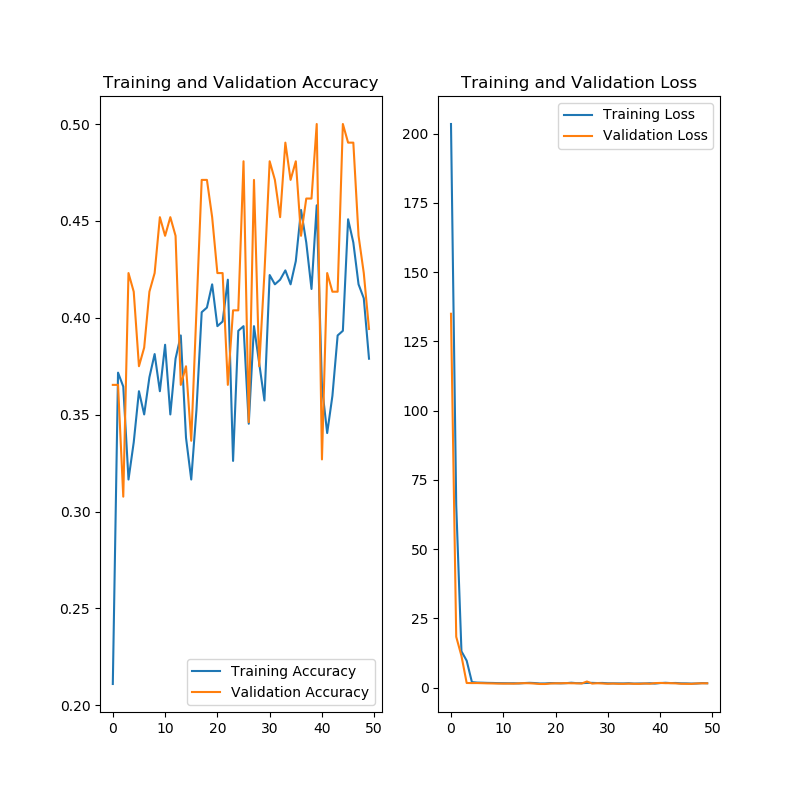 Training and Validation Accuracy
0.50
0.45
0.40
0.35
0.30
0.25
0.20
0 10 20 30 40 50
Training Accuracy
Validation Accuracy
Training and Validation Loss
200
175
150
125
100
75
50
25
0
0 10 20 30 40 50
Training Loss
Validation Loss